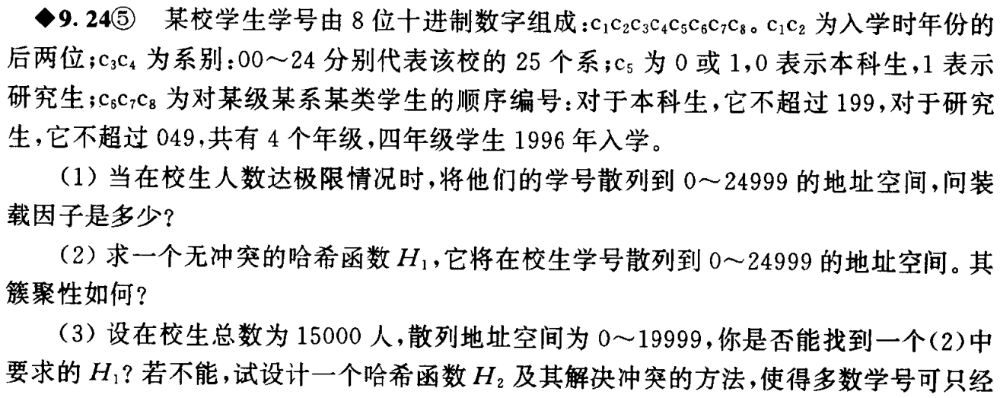 ◆9.24⑤ 某校学生学号由 8 位十进制数字组成:c₁c₂c₃c₄c₅c₆c₇c₈。c₁c₂ 为入学时年份的
后两位;c₃c₄ 为系别:00～24 分别代表该校的 25 个系;c₅ 为 0 或 1,0 表示本科生,1 表示
研究生;c₆c₇c₈ 为对某级某系某类学生的顺序编号:对于本科生,它不超过 199,对于研究
生,它不超过 049,共有 4 个年级,四年级学生 1996 年入学。
(1) 当在校生人数达极限情况时,将他们的学号散列到 0～24999 的地址空间,问装
载因子是多少?
(2) 求一个无冲突的哈希函数 H₁,它将在校生学号散列到 0～24999 的地址空间。其
簇聚性如何?
(3) 设在校生总数为 15000 人,散列地址空间为 0～19999,你是否能找到一个(2)中
要求的 H₁? 若不能,试设计一个哈希函数 H₂ 及其解决冲突的方法,使得多数学号可只经